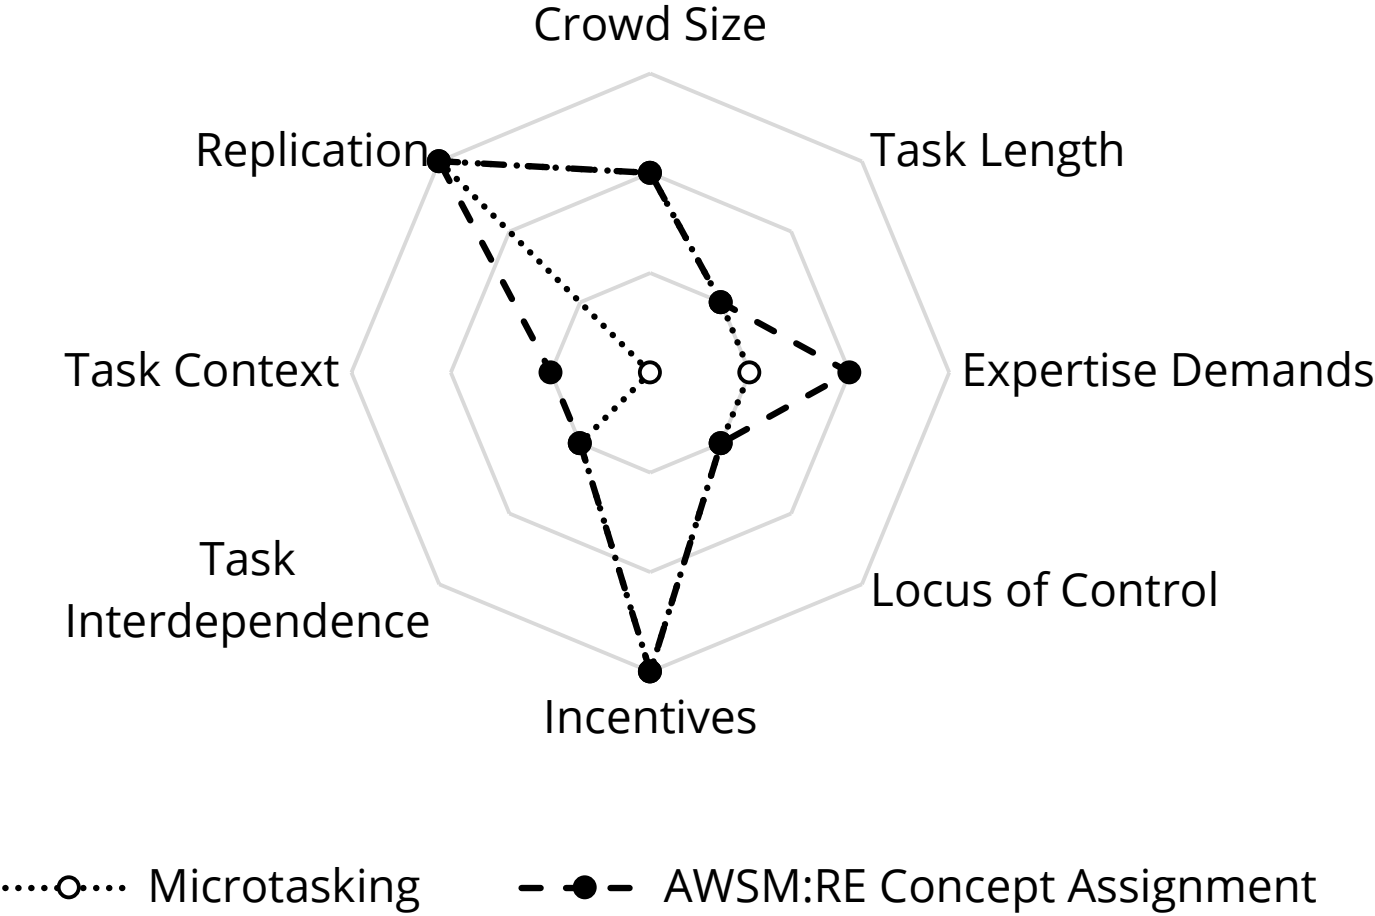 Crowd Size
Replication
Task Length
Task Context
Expertise Demands
Task
Interdependence
Locus of Control
Incentives
Microtasking
AWSM:RE Concept Assignment